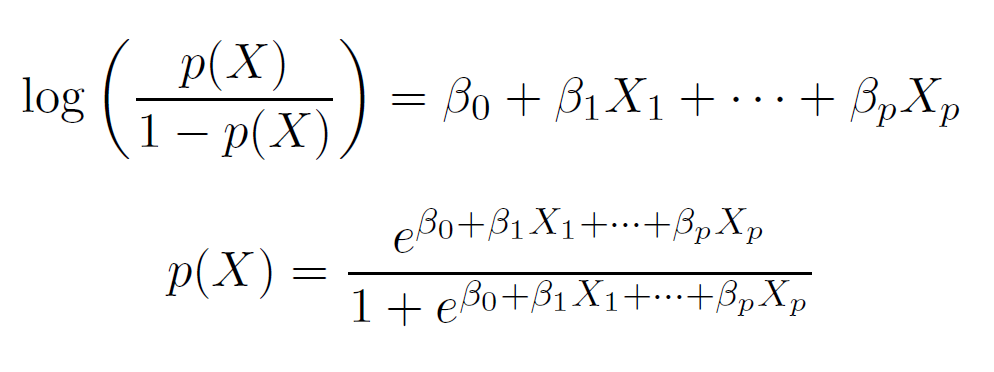 log ( p(X) / 1 − p(X) ) = β₀ + β₁X₁ + ··· + βₚXₚ
p(X) = e^{β₀+β₁X₁+···+βₚXₚ} / 1 + e^{β₀+β₁X₁+···+βₚXₚ}